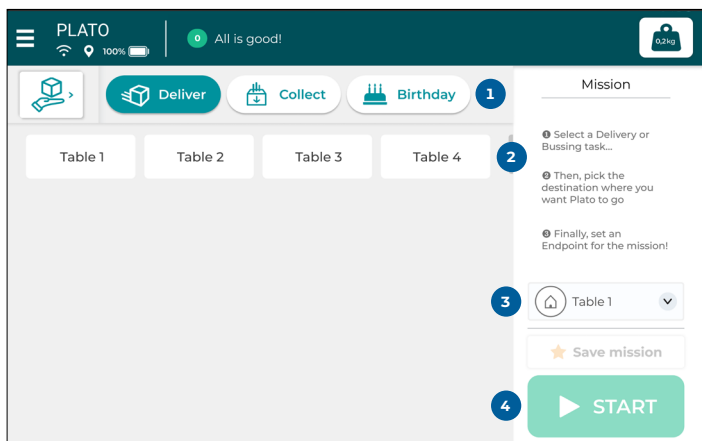 PLATO
100%
0 All is good!
0,2kg
Deliver
Collect
Birthday
1
Mission
❶ Select a Delivery or
Bussing task...
❷ Then, pick the
destination where you
want Plato to go
❸ Finally, set an
Endpoint for the mission!
Table 1
Table 2
Table 3
Table 4
2
3
Table 1
Save mission
4
START